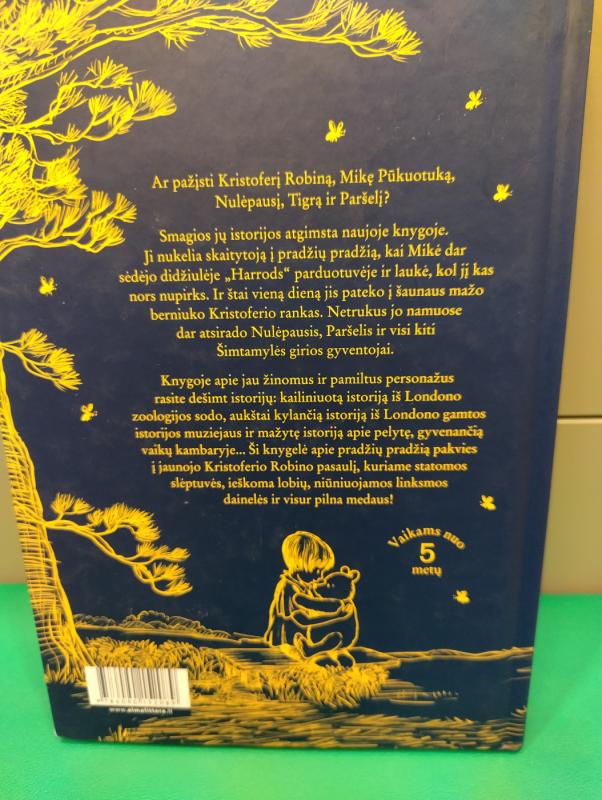 Ar pažįsti Kristoferį Robiną, Mikę Pūkuotuką,
Nulėpausį, Tigrą ir Paršelį?
Smagios jų istorijos atgimsta naujoje knygoje.
Ji nukelia skaitytoją į pradžių pradžią, kai Mikė dar
sėdėjo didžiulėje „Harrods“ parduotuvėje ir laukė, kol jį kas
nors nupirks. Ir štai vieną dieną jis pateko į šaunaus mažo
berniuko Kristoferio rankas. Netrukus jo namuose
dar atsirado Nulėpausis, Paršelis ir visi kiti
Šimtamylės girios gyventojai.
Knygoje apie jau žinomus ir pamiltus personažus
rasite dešimt istorijų: kailiniuotą istoriją iš Londono
zoologijos sodo, aukštai kylančią istoriją iš Londono gamtos
istorijos muziejaus ir mažytę istoriją apie pelytę, gyvenančią
vaikų kambaryje... Ši knygelė apie pradžių pradžią pakvies
į jaunojo Kristoferio Robino pasaulį, kuriame statomos
slėptuvės, ieškoma lobių, niūniuojamos linksmos
dainelės ir visur pilna medaus!
Vaikams nuo
5
metų
www.almalittera.lt